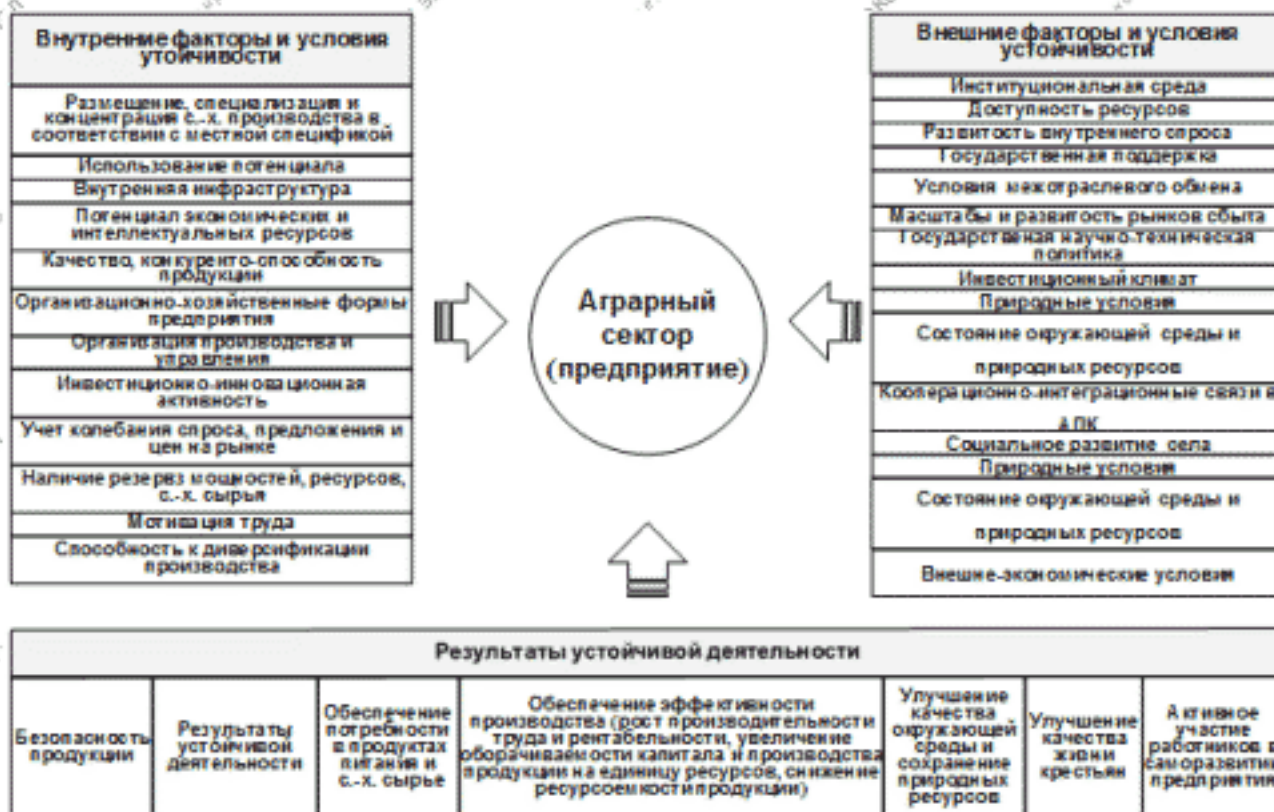 Внутренние факторы и условия
утойчивости
Размещение, специализация и
концентрация с.-х. производства в
соответствии с местной спецификой
Использование потенциала
Внутренняя инфраструктура
Потенциал экономических и
интеллектуальных ресурсов
Качество, конкуренто-способность
продукции
Организационно-хозяйственные формы
предприятия
Организация производства и
управления
Инвестиционно-инновационная
активность
Учет колебания спроса, предложения и
цен на рынке
Наличие резервз мощностей, ресурсов,
с.-х. сырья
Мотивация труда
Способность к диверсификации
производства
Аграрный
сектор
(предприятие)
Внешние факторы и условия
устойчивости
Институциональная среда
Доступность ресурсов
Развитость внутреннего спроса
Государственная поддержка
Условия межотраслевого обмена
Масштабы и развитость рынков сбыта
Государственая научно-техническая
политика
Инвестиционный климат
Природные условия
Состояние окружающей среды и
природных ресурсов
Кооперационно-интеграционные связи в
АПК
Социальное развитие села
Природные условия
Состояние окружающей среды и
природных ресурсов
Внешне-экономические условия
Результаты устойчивой деятельности
Безопасность
продукции
Результаты
устойчивой
деятельности
Обеспечение
потребности
в продуктах
питания и
с.-х. сырье
Обеспечение эффективности
производства (рост производительности
труда и рентабельности, увеличение
оборачиваемости капитала и производства
продукции на единицу ресурсов, снижение
ресурсоемкости продукции)
Улучшение
качества
окружающей
среды и
сохранение
природных
ресурсов
Улучшение
качества
жизни
крестьян
Активное
участие
работников в
саморазвитии
предприятия